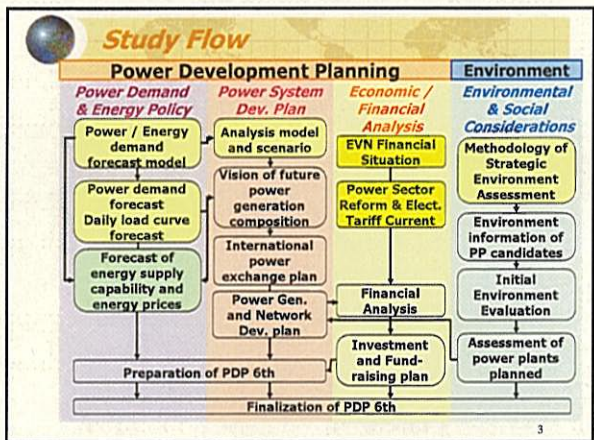 Study Flow
Power Development Planning
Environment
Power Demand
& Energy Policy
Power System
Dev. Plan
Economic /
Financial
Analysis
Environmental
& Social
Considerations
Power / Energy
demand
forecast model
Power demand
forecast
Daily load curve
forecast
Forecast of
energy supply
capability and
energy prices
Analysis model
and scenario
Vision of future
power
generation
composition
International
power
exchange plan
Power Gen.
and Network
Dev. plan
EVN Financial
Situation
Power Sector
Reform & Elect.
Tariff Current
Financial
Analysis
Investment
and Fund-
raising plan
Methodology of
Strategic
Environment
Assessment
Environment
information of
PP candidates
Initial
Environment
Evaluation
Assessment of
power plants
planned
Preparation of PDP 6th
Finalization of PDP 6th
3